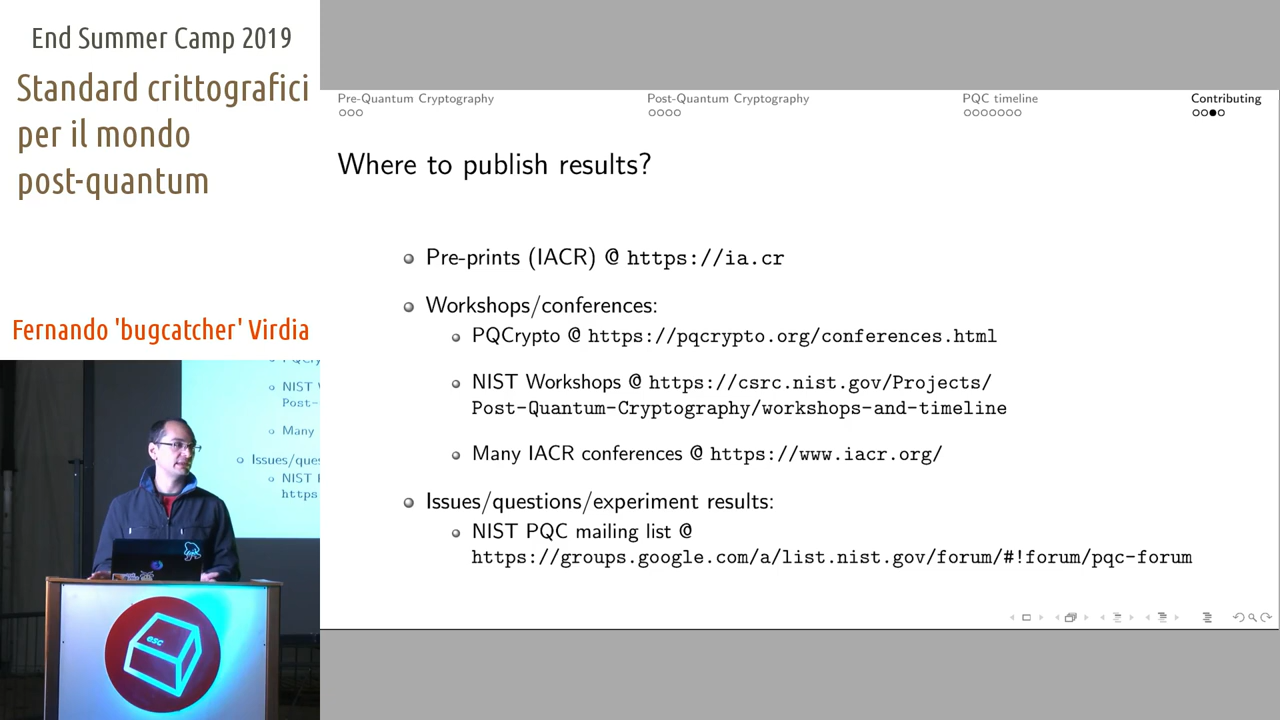 End Summer Camp 2019
Standard crittografici
per il mondo
post-quantum
Fernando 'bugcatcher' Virdia
Pre-Quantum Cryptography
Post-Quantum Cryptography
PQC timeline
Contributing
Where to publish results?
Pre-prints (IACR) @ https://ia.cr
Workshops/conferences:
PQCrypto @ https://pqcrypto.org/conferences.html
NIST Workshops @ https://csrc.nist.gov/Projects/
Post-Quantum-Cryptography/workshops-and-timeline
Many IACR conferences @ https://www.iacr.org/
Issues/questions/experiment results:
NIST PQC mailing list @
https://groups.google.com/a/list.nist.gov/forum/#!forum/pqc-forum
NIST
Post-
Many
Issues/que
NIST
https
esc